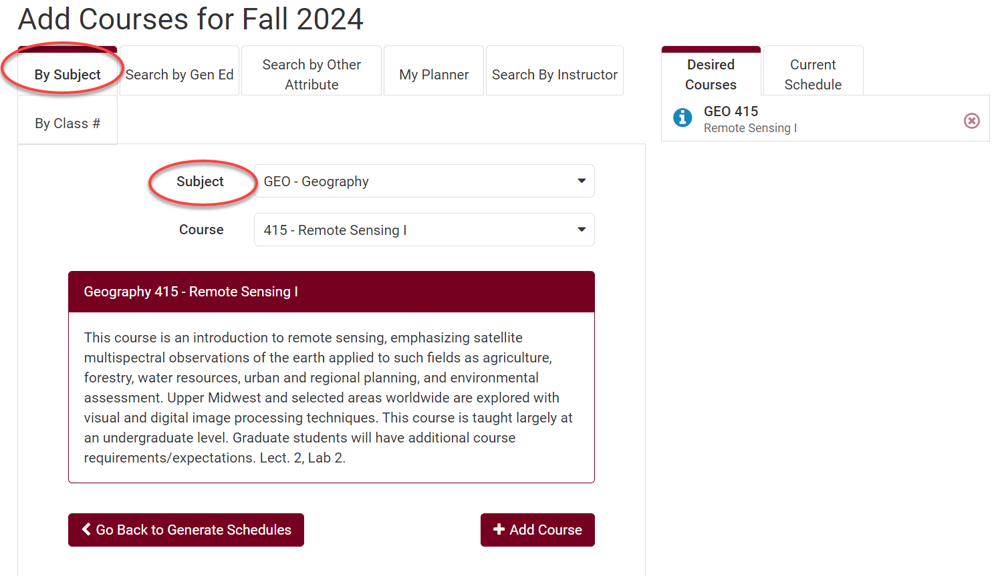 Add Courses for Fall 2024
By Subject
Search by Gen Ed
Search by Other
Attribute
My Planner
Search By Instructor
By Class #
Subject
GEO - Geography
Course
415 - Remote Sensing I
Geography 415 - Remote Sensing I
This course is an introduction to remote sensing, emphasizing satellite
multispectral observations of the earth applied to such fields as agriculture,
forestry, water resources, urban and regional planning, and environmental
assessment. Upper Midwest and selected areas worldwide are explored with
visual and digital image processing techniques. This course is taught largely at
an undergraduate level. Graduate students will have additional course
requirements/expectations. Lect. 2, Lab 2.
Go Back to Generate Schedules
Add Course
Desired
Courses
Current
Schedule
GEO 415
Remote Sensing I